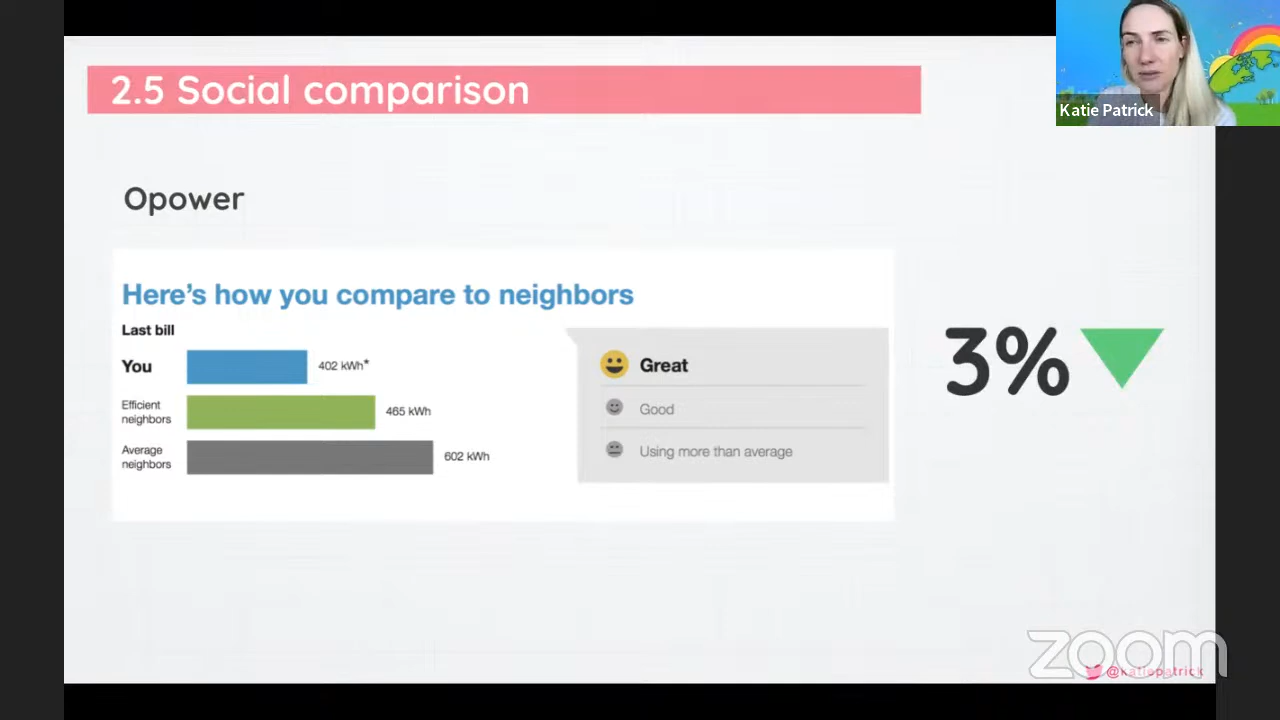 2.5 Social comparison
Katie Patrick
Opower
Here's how you compare to neighbors
Last bill
You
402 kWh*
Efficient
neighbors
465 kWh
Average
neighbors
602 kWh
Great
Good
Using more than average
3%
zoom
@katiepatrick